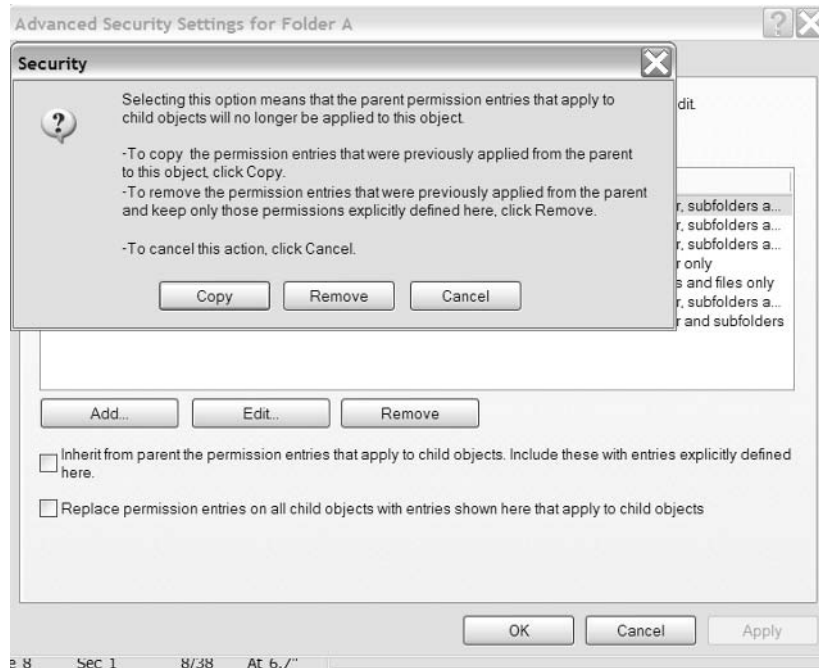 Advanced Security Settings for Folder A
Security
Selecting this option means that the parent permission entries that apply to
child objects will no longer be applied to this object.
-To copy the permission entries that were previously applied from the parent
to this object, click Copy.
-To remove the permission entries that were previously applied from the parent
and keep only those permissions explicitly defined here, click Remove.
-To cancel this action, click Cancel.
Copy Remove Cancel
dit.
r, subfolders a...
r, subfolders a...
r, subfolders a...
r only
s and files only
r, subfolders a...
r and subfolders
Add... Edit... Remove
Inherit from parent the permission entries that apply to child objects. Include these with entries explicitly defined
here.
Replace permission entries on all child objects with entries shown here that apply to child objects
OK Cancel Apply
e 8 Sec 1 8/38 At 6.7"